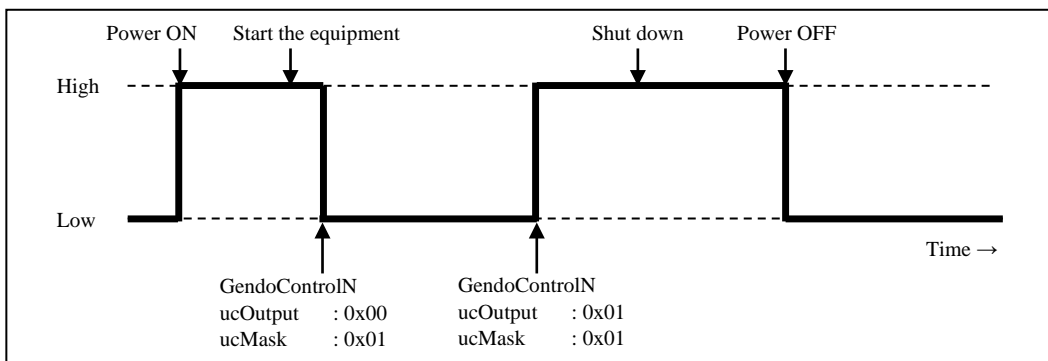 Power ON Start the equipment Shut down Power OFF
High
Low
Time →
GendoControlN GendoControlN
ucOutput : 0x00 ucOutput : 0x01
ucMask : 0x01 ucMask : 0x01